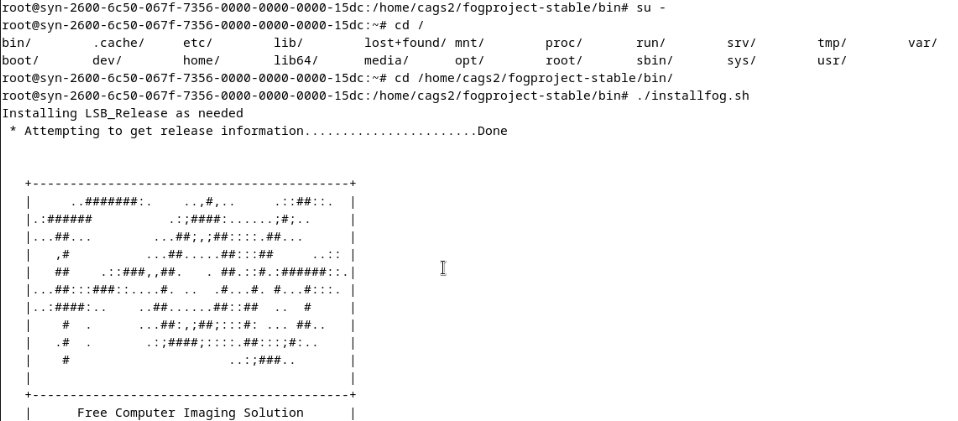 root@syn-2600-6c50-067f-7356-0000-0000-0000-15dc:/home/cags2/fogproject-stable/bin# su -
root@syn-2600-6c50-067f-7356-0000-0000-0000-15dc:~# cd /
bin/        .cache/     etc/        lib/        lost+found/ mnt/        proc/       run/        srv/        tmp/        var/
boot/       dev/        home/       lib64/      media/      opt/        root/       sbin/       sys/        usr/
root@syn-2600-6c50-067f-7356-0000-0000-0000-15dc:~# cd /home/cags2/fogproject-stable/bin/
root@syn-2600-6c50-067f-7356-0000-0000-0000-15dc:/home/cags2/fogproject-stable/bin# ./installfog.sh
Installing LSB_Release as needed
 * Attempting to get release information.......................Done


   +------------------------------------------+
   |     ..#######:.    ..,#,..     .::##::.  |
   |.:######          .:;####:......;#;..     |
   |...##...        ...##;,;##::::.##...      |
   |   ,#          ...##.....##:::##     ..:: |
   |   ##    .::###,,##.   . ##.::#.:######::.|
   |...##:::###::....#. ..  .#...#. #...#:::. |
   |..:####:..    ..##......##::##  ..  #     |
   |    #  .      ...##:,;##;:::#: ... ##..   |
   |   .#  .       .:;####;::::.##:::;#:..    |
   |    #                     ..:;###..       |
   |                                          |
   +------------------------------------------+
   |      Free Computer Imaging Solution      |